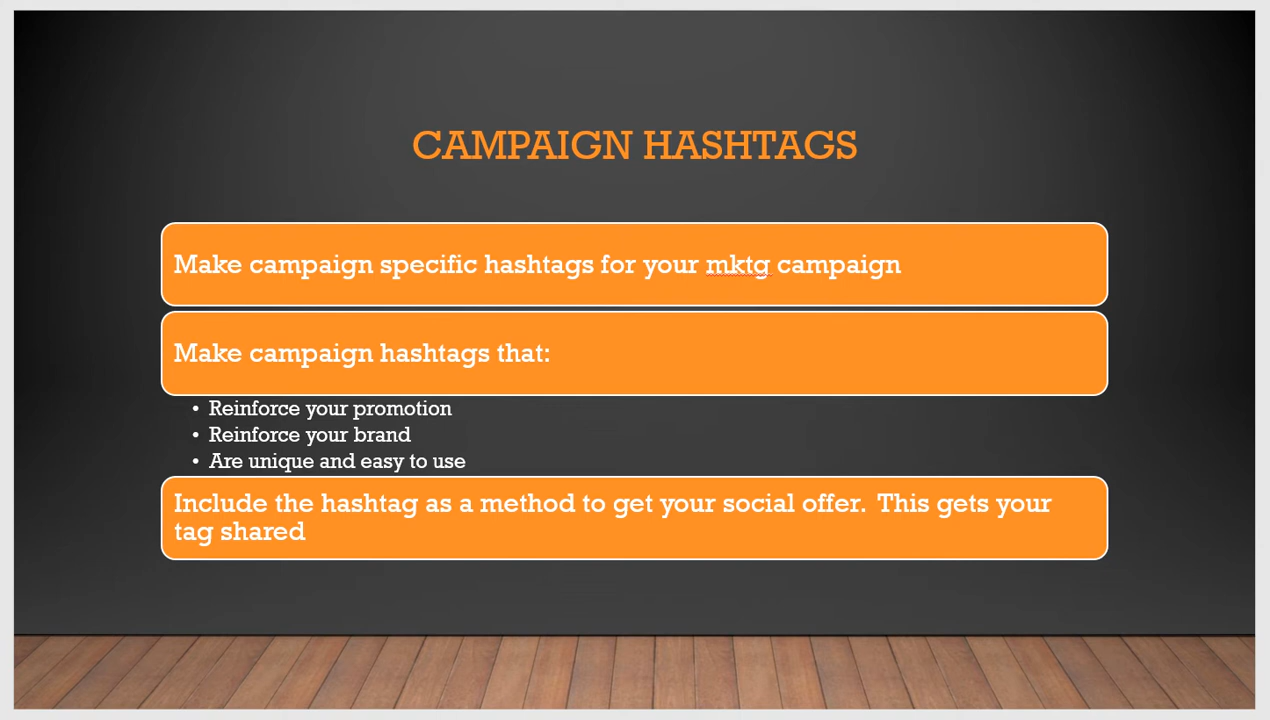 CAMPAIGN HASHTAGS
Make campaign specific hashtags for your mktg campaign
Make campaign hashtags that:
• Reinforce your promotion
• Reinforce your brand
• Are unique and easy to use
Include the hashtag as a method to get your social offer.  This gets your
tag shared